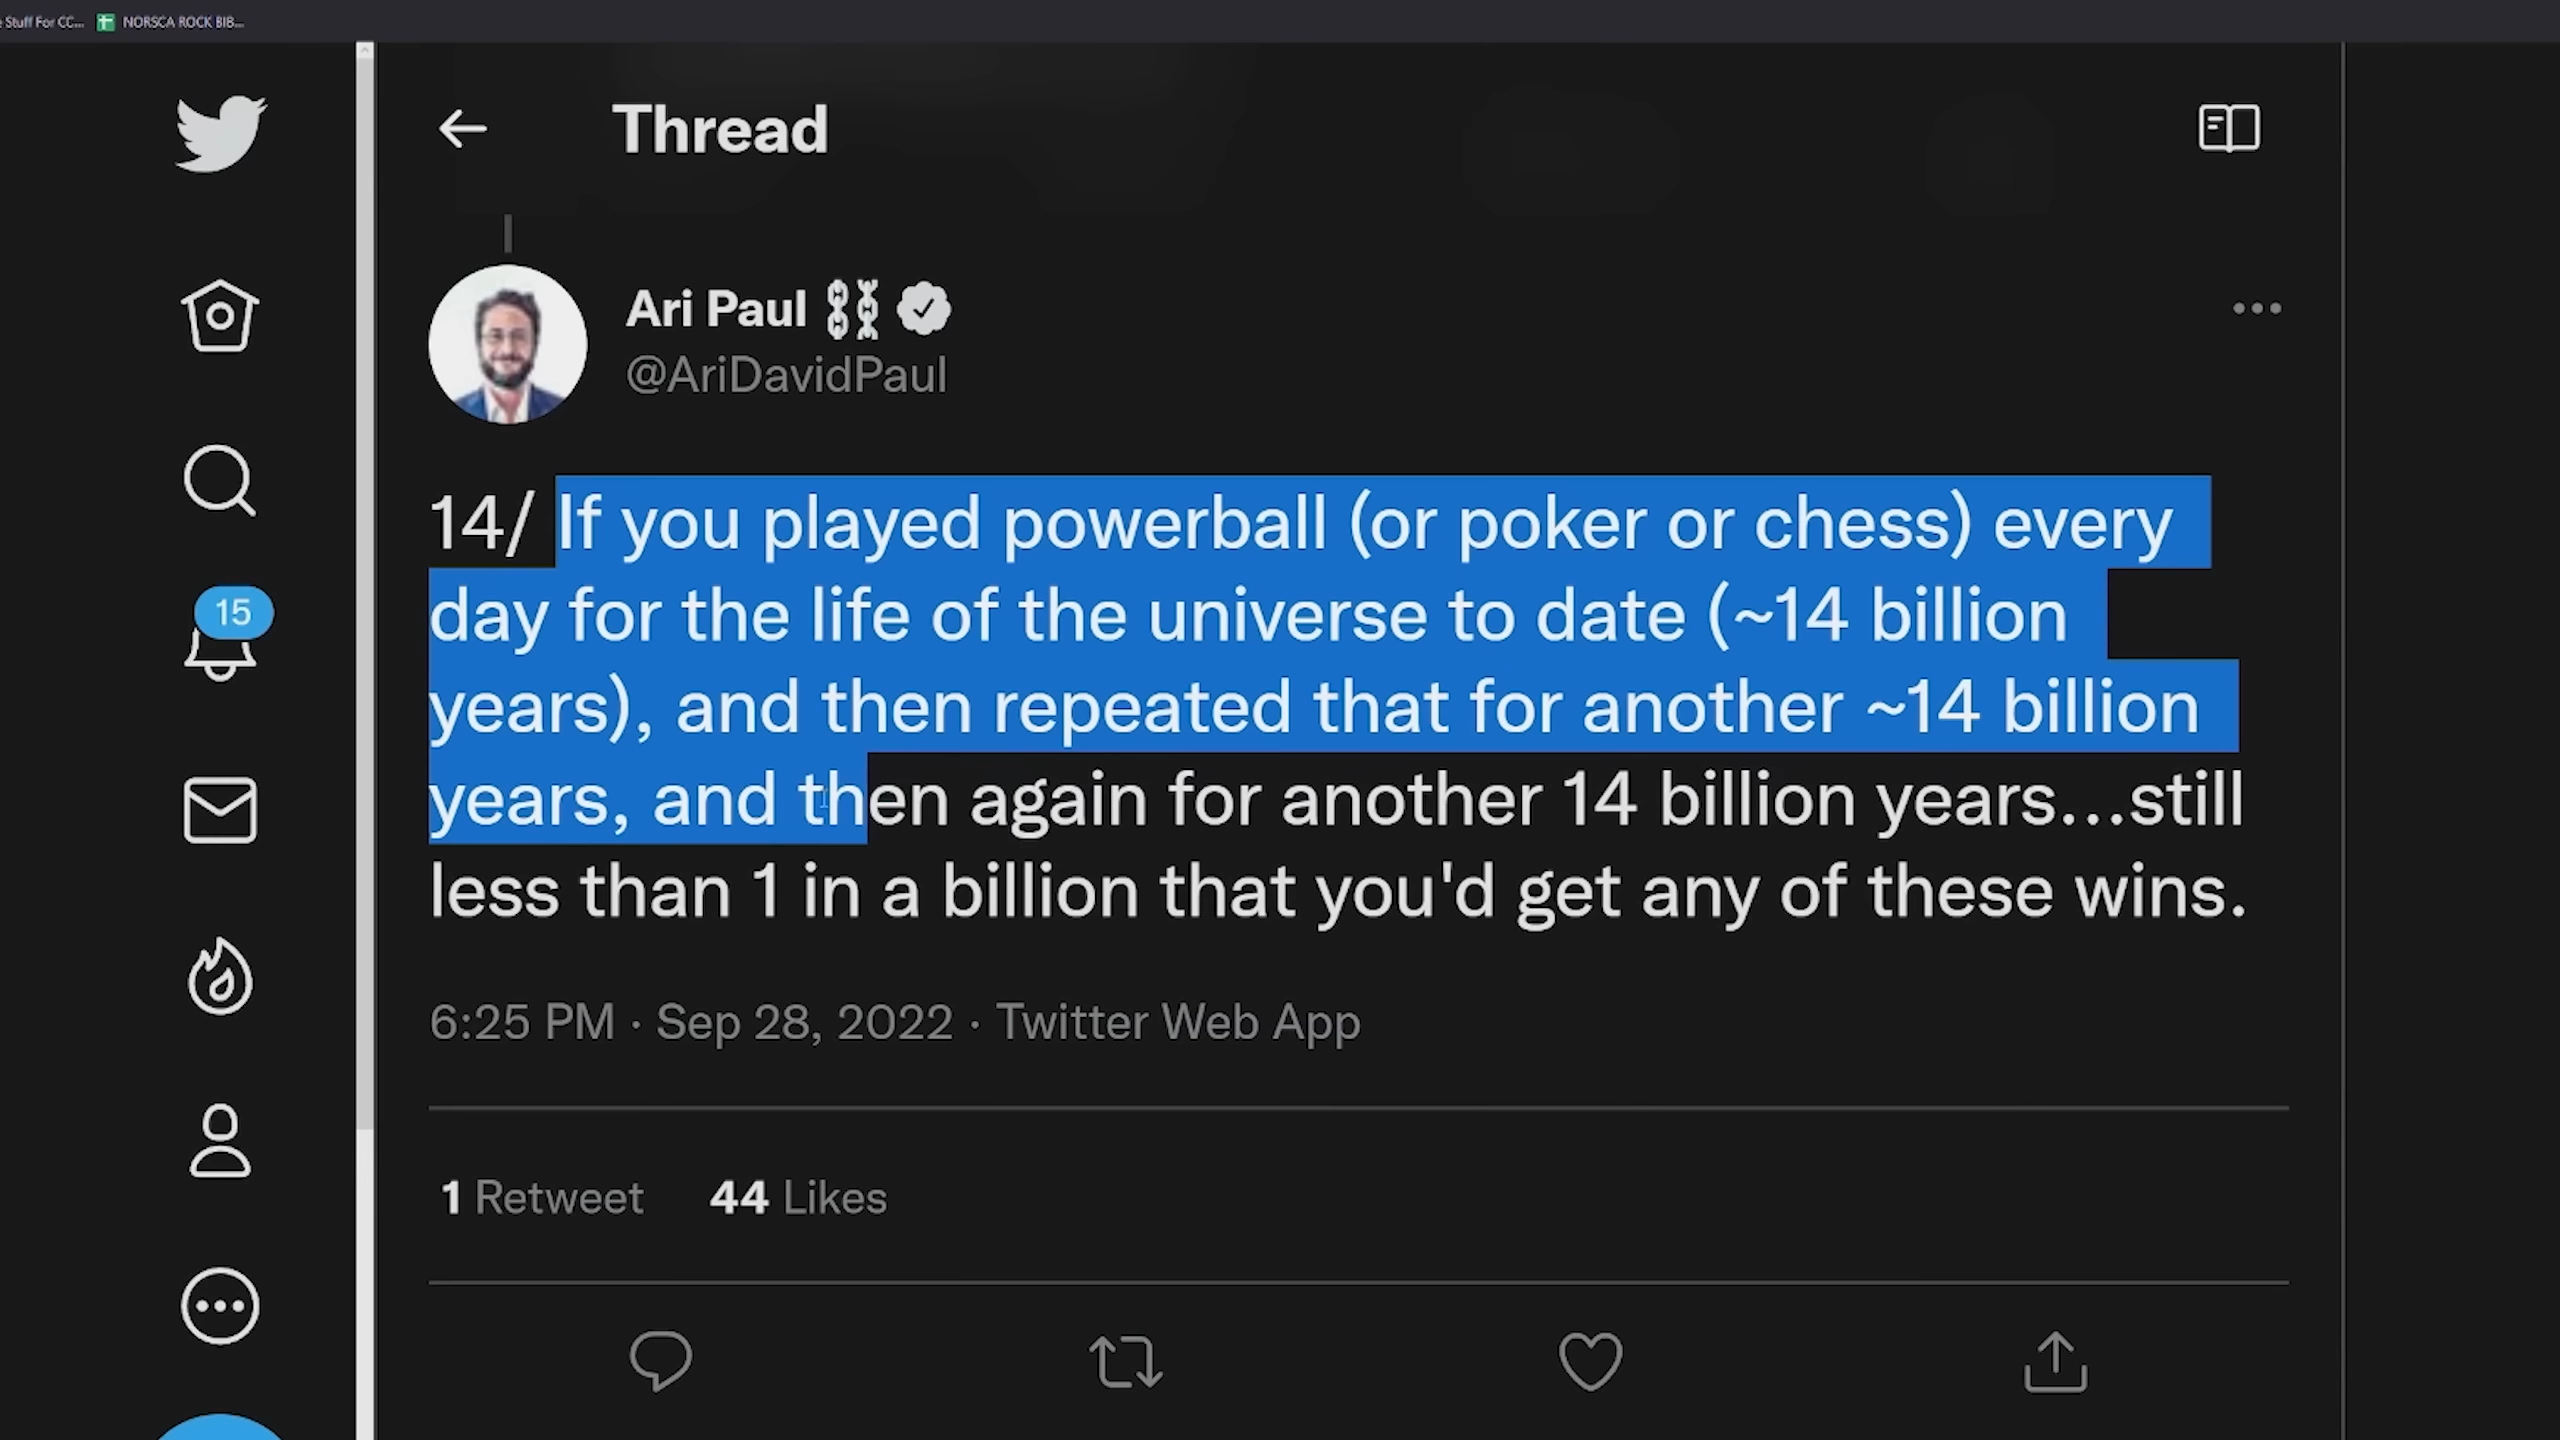 Stuff For CC...
NORSCA ROCK BIB...
Thread
Ari Paul
@AriDavidPaul
15
14/ If you played powerball (or poker or chess) every
day for the life of the universe to date (~14 billion
years), and then repeated that for another ~14 billion
years, and then again for another 14 billion years...still
less than 1 in a billion that you'd get any of these wins.
6:25 PM · Sep 28, 2022 · Twitter Web App
1 Retweet 44 Likes